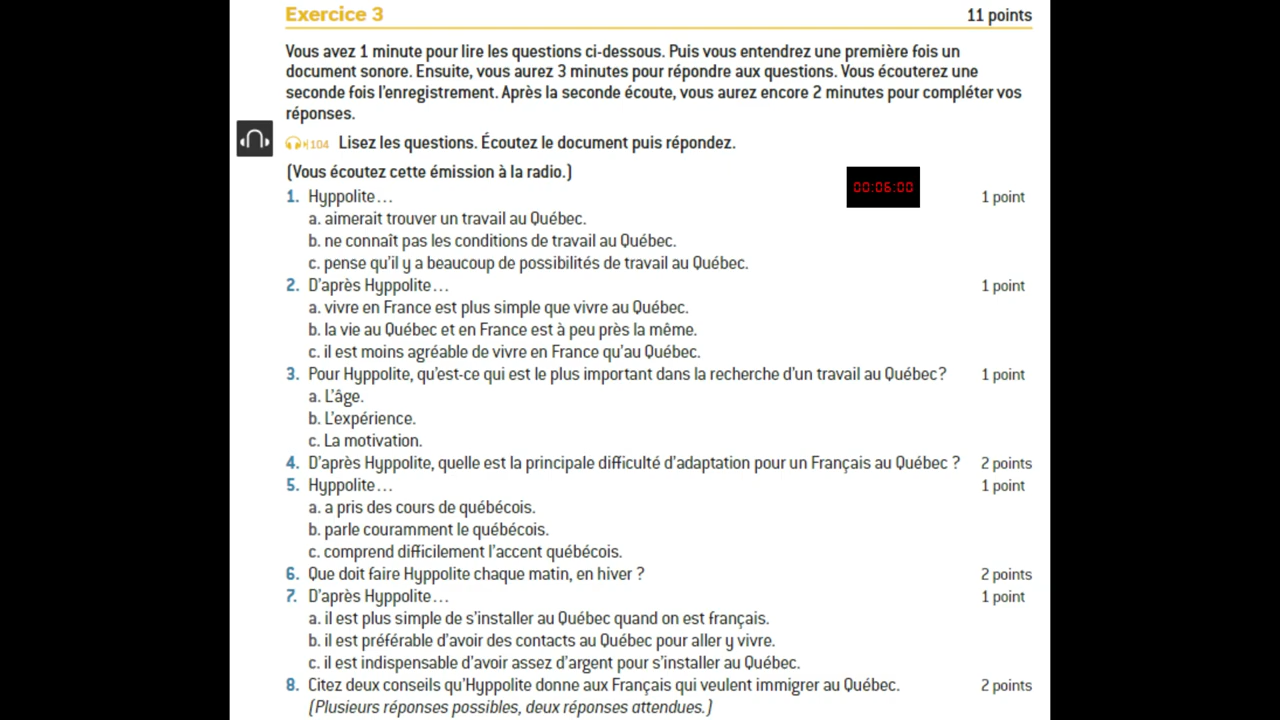 Exercice 3 11 points
Vous avez 1 minute pour lire les questions ci-dessous. Puis vous entendrez une première fois un
document sonore. Ensuite, vous aurez 3 minutes pour répondre aux questions. Vous écouterez une
seconde fois l'enregistrement. Après la seconde écoute, vous aurez encore 2 minutes pour compléter vos
réponses.
104 Lisez les questions. Écoutez le document puis répondez.
(Vous écoutez cette émission à la radio.)
00:06:00
1. Hyppolite... 1 point
a. aimerait trouver un travail au Québec.
b. ne connaît pas les conditions de travail au Québec.
c. pense qu'il y a beaucoup de possibilités de travail au Québec.
2. D'après Hyppolite... 1 point
a. vivre en France est plus simple que vivre au Québec.
b. la vie au Québec et en France est à peu près la même.
c. il est moins agréable de vivre en France qu'au Québec.
3. Pour Hyppolite, qu'est-ce qui est le plus important dans la recherche d'un travail au Québec? 1 point
a. L'âge.
b. L'expérience.
c. La motivation.
4. D'après Hyppolite, quelle est la principale difficulté d'adaptation pour un Français au Québec ? 2 points
5. Hyppolite... 1 point
a. a pris des cours de québécois.
b. parle couramment le québécois.
c. comprend difficilement l'accent québécois.
6. Que doit faire Hyppolite chaque matin, en hiver ? 2 points
7. D'après Hyppolite... 1 point
a. il est plus simple de s'installer au Québec quand on est français.
b. il est préférable d'avoir des contacts au Québec pour aller y vivre.
c. il est indispensable d'avoir assez d'argent pour s'installer au Québec.
8. Citez deux conseils qu'Hyppolite donne aux Français qui veulent immigrer au Québec. 2 points
(Plusieurs réponses possibles, deux réponses attendues.)